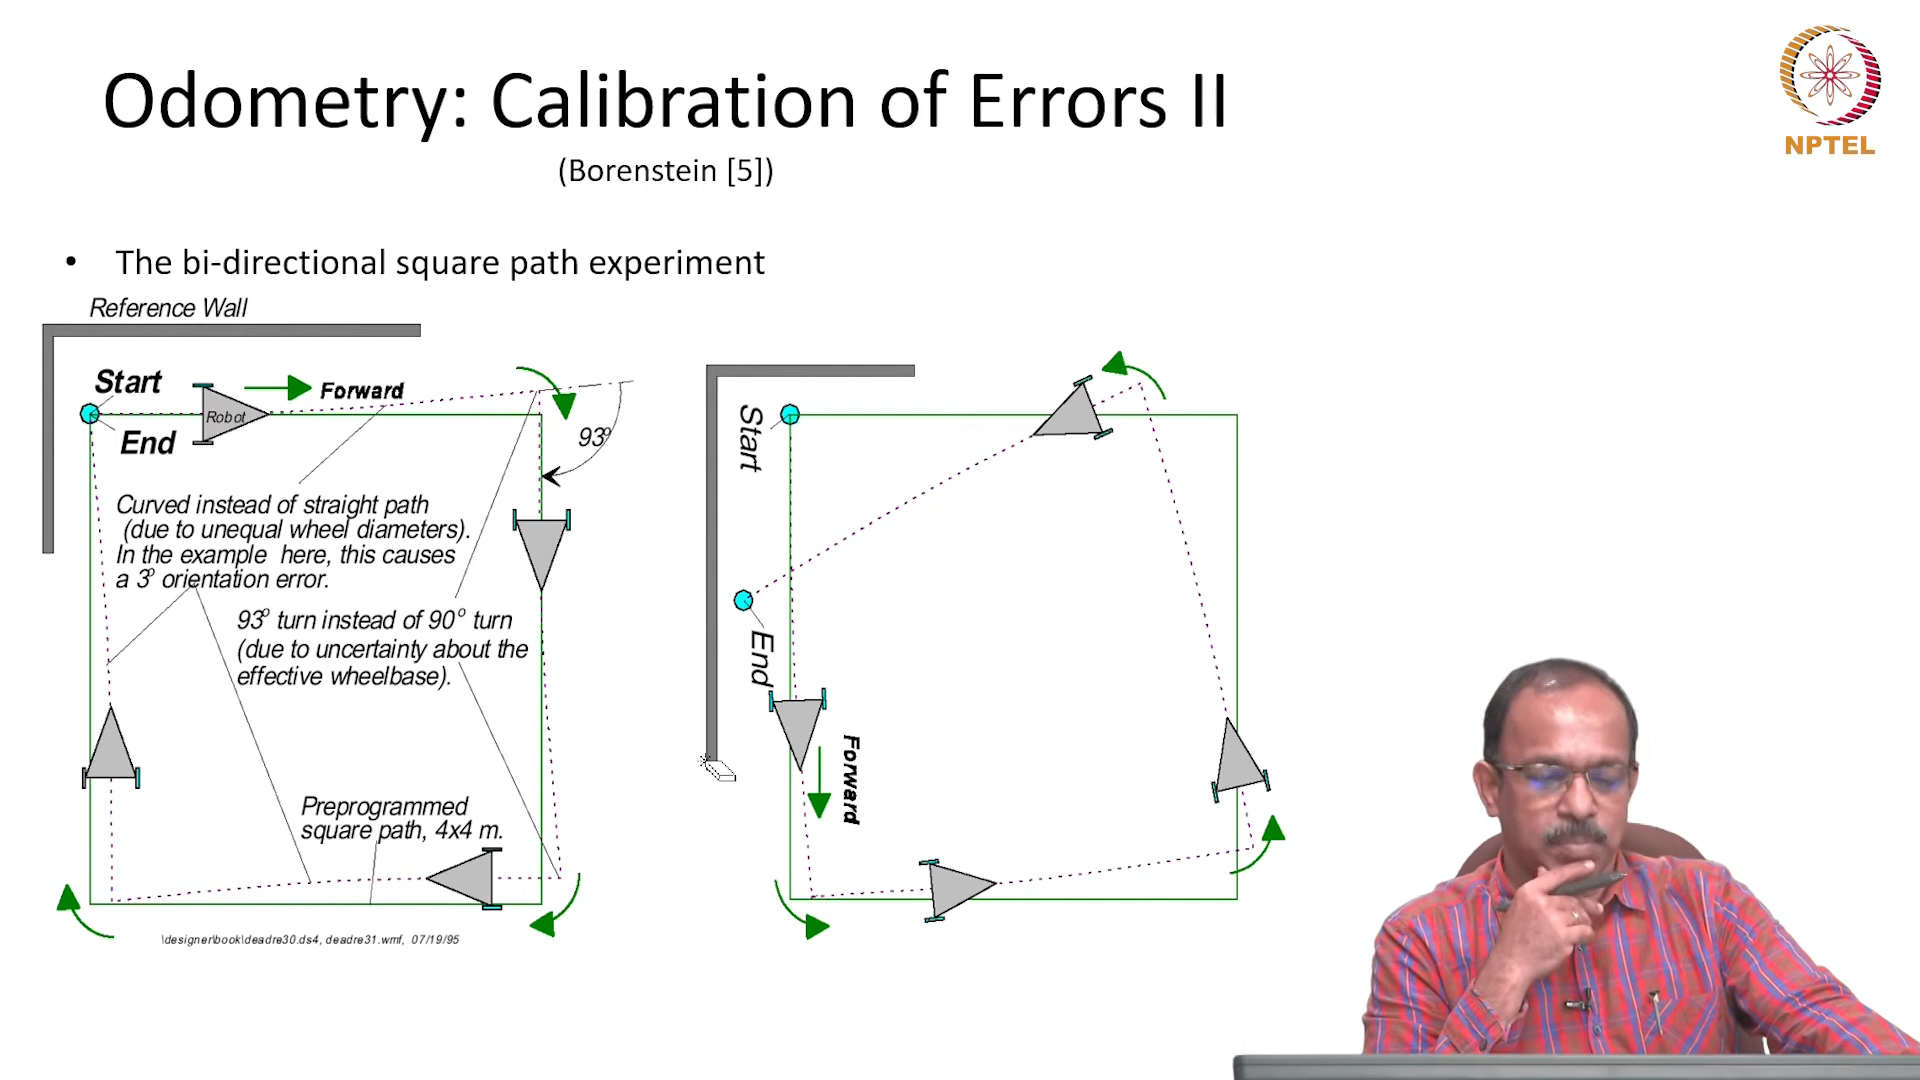 Odometry: Calibration of Errors II
(Borenstein [5])
NPTEL
• The bi-directional square path experiment
Reference Wall
Start
Forward
Robot
End
93º
Curved instead of straight path
(due to unequal wheel diameters).
In the example here, this causes
a 3º orientation error.
93º turn instead of 90° turn
(due to uncertainty about the
effective wheelbase).
Preprogrammed
square path, 4x4 m.
\designer\book\deadre30.ds4, deadre31.wmf, 07/19/95
Start
End
Forward